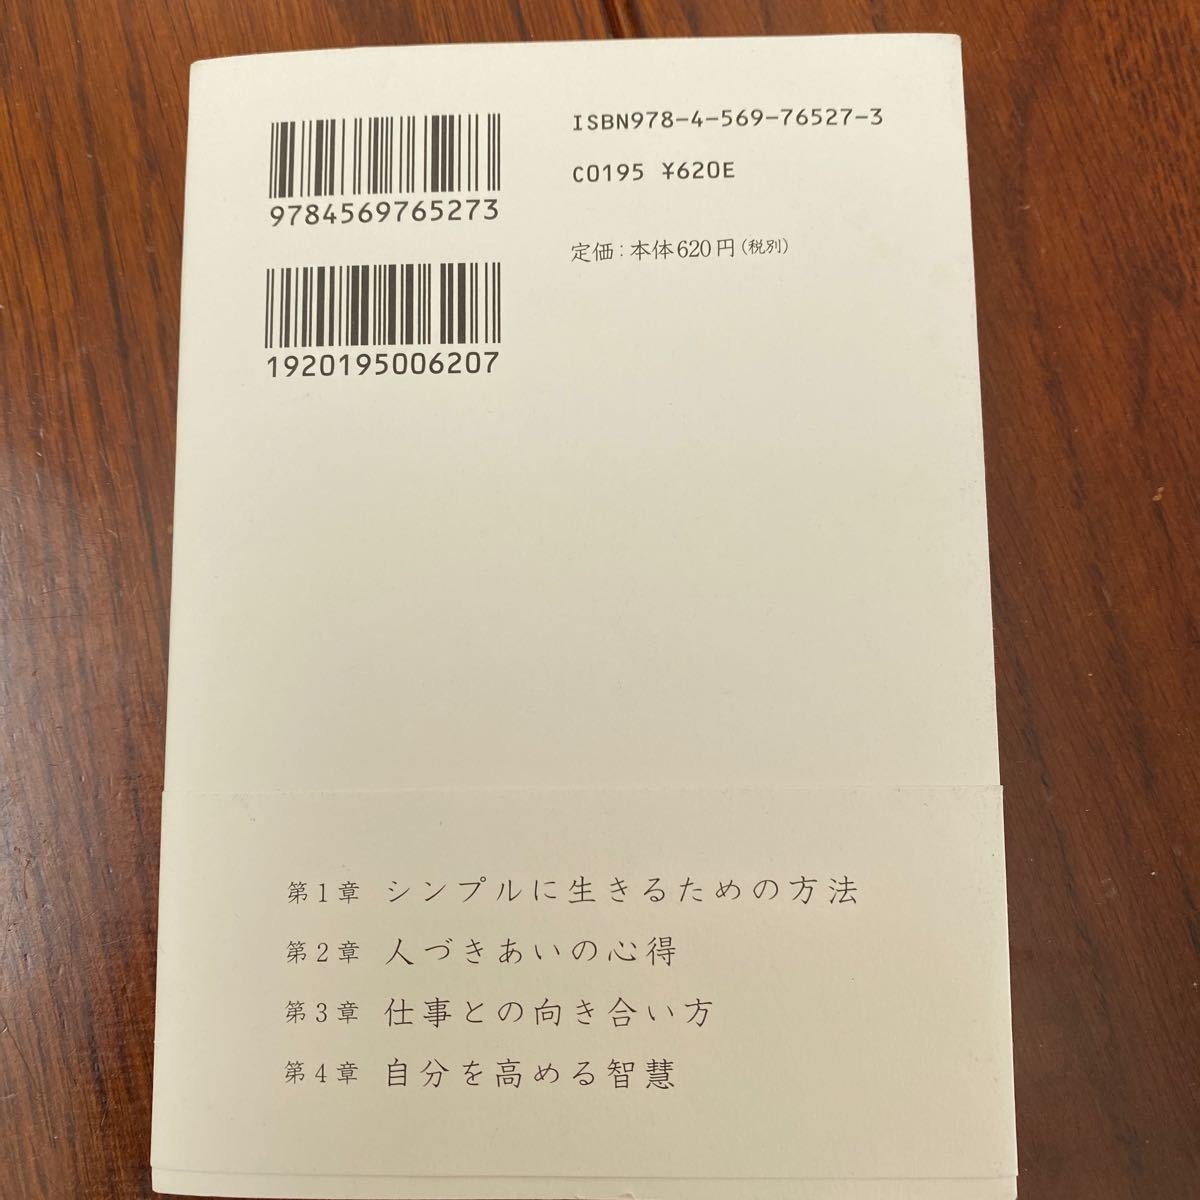 9784569765273
1920195006207
ISBN978-4-569-76527-3
C0195 ¥620E
定価：本体620円（税別）
第1章 シンプルに生きるための方法
第2章 人づきあいの心得
第3章 仕事との向き合い方
第4章 自分を高める智慧